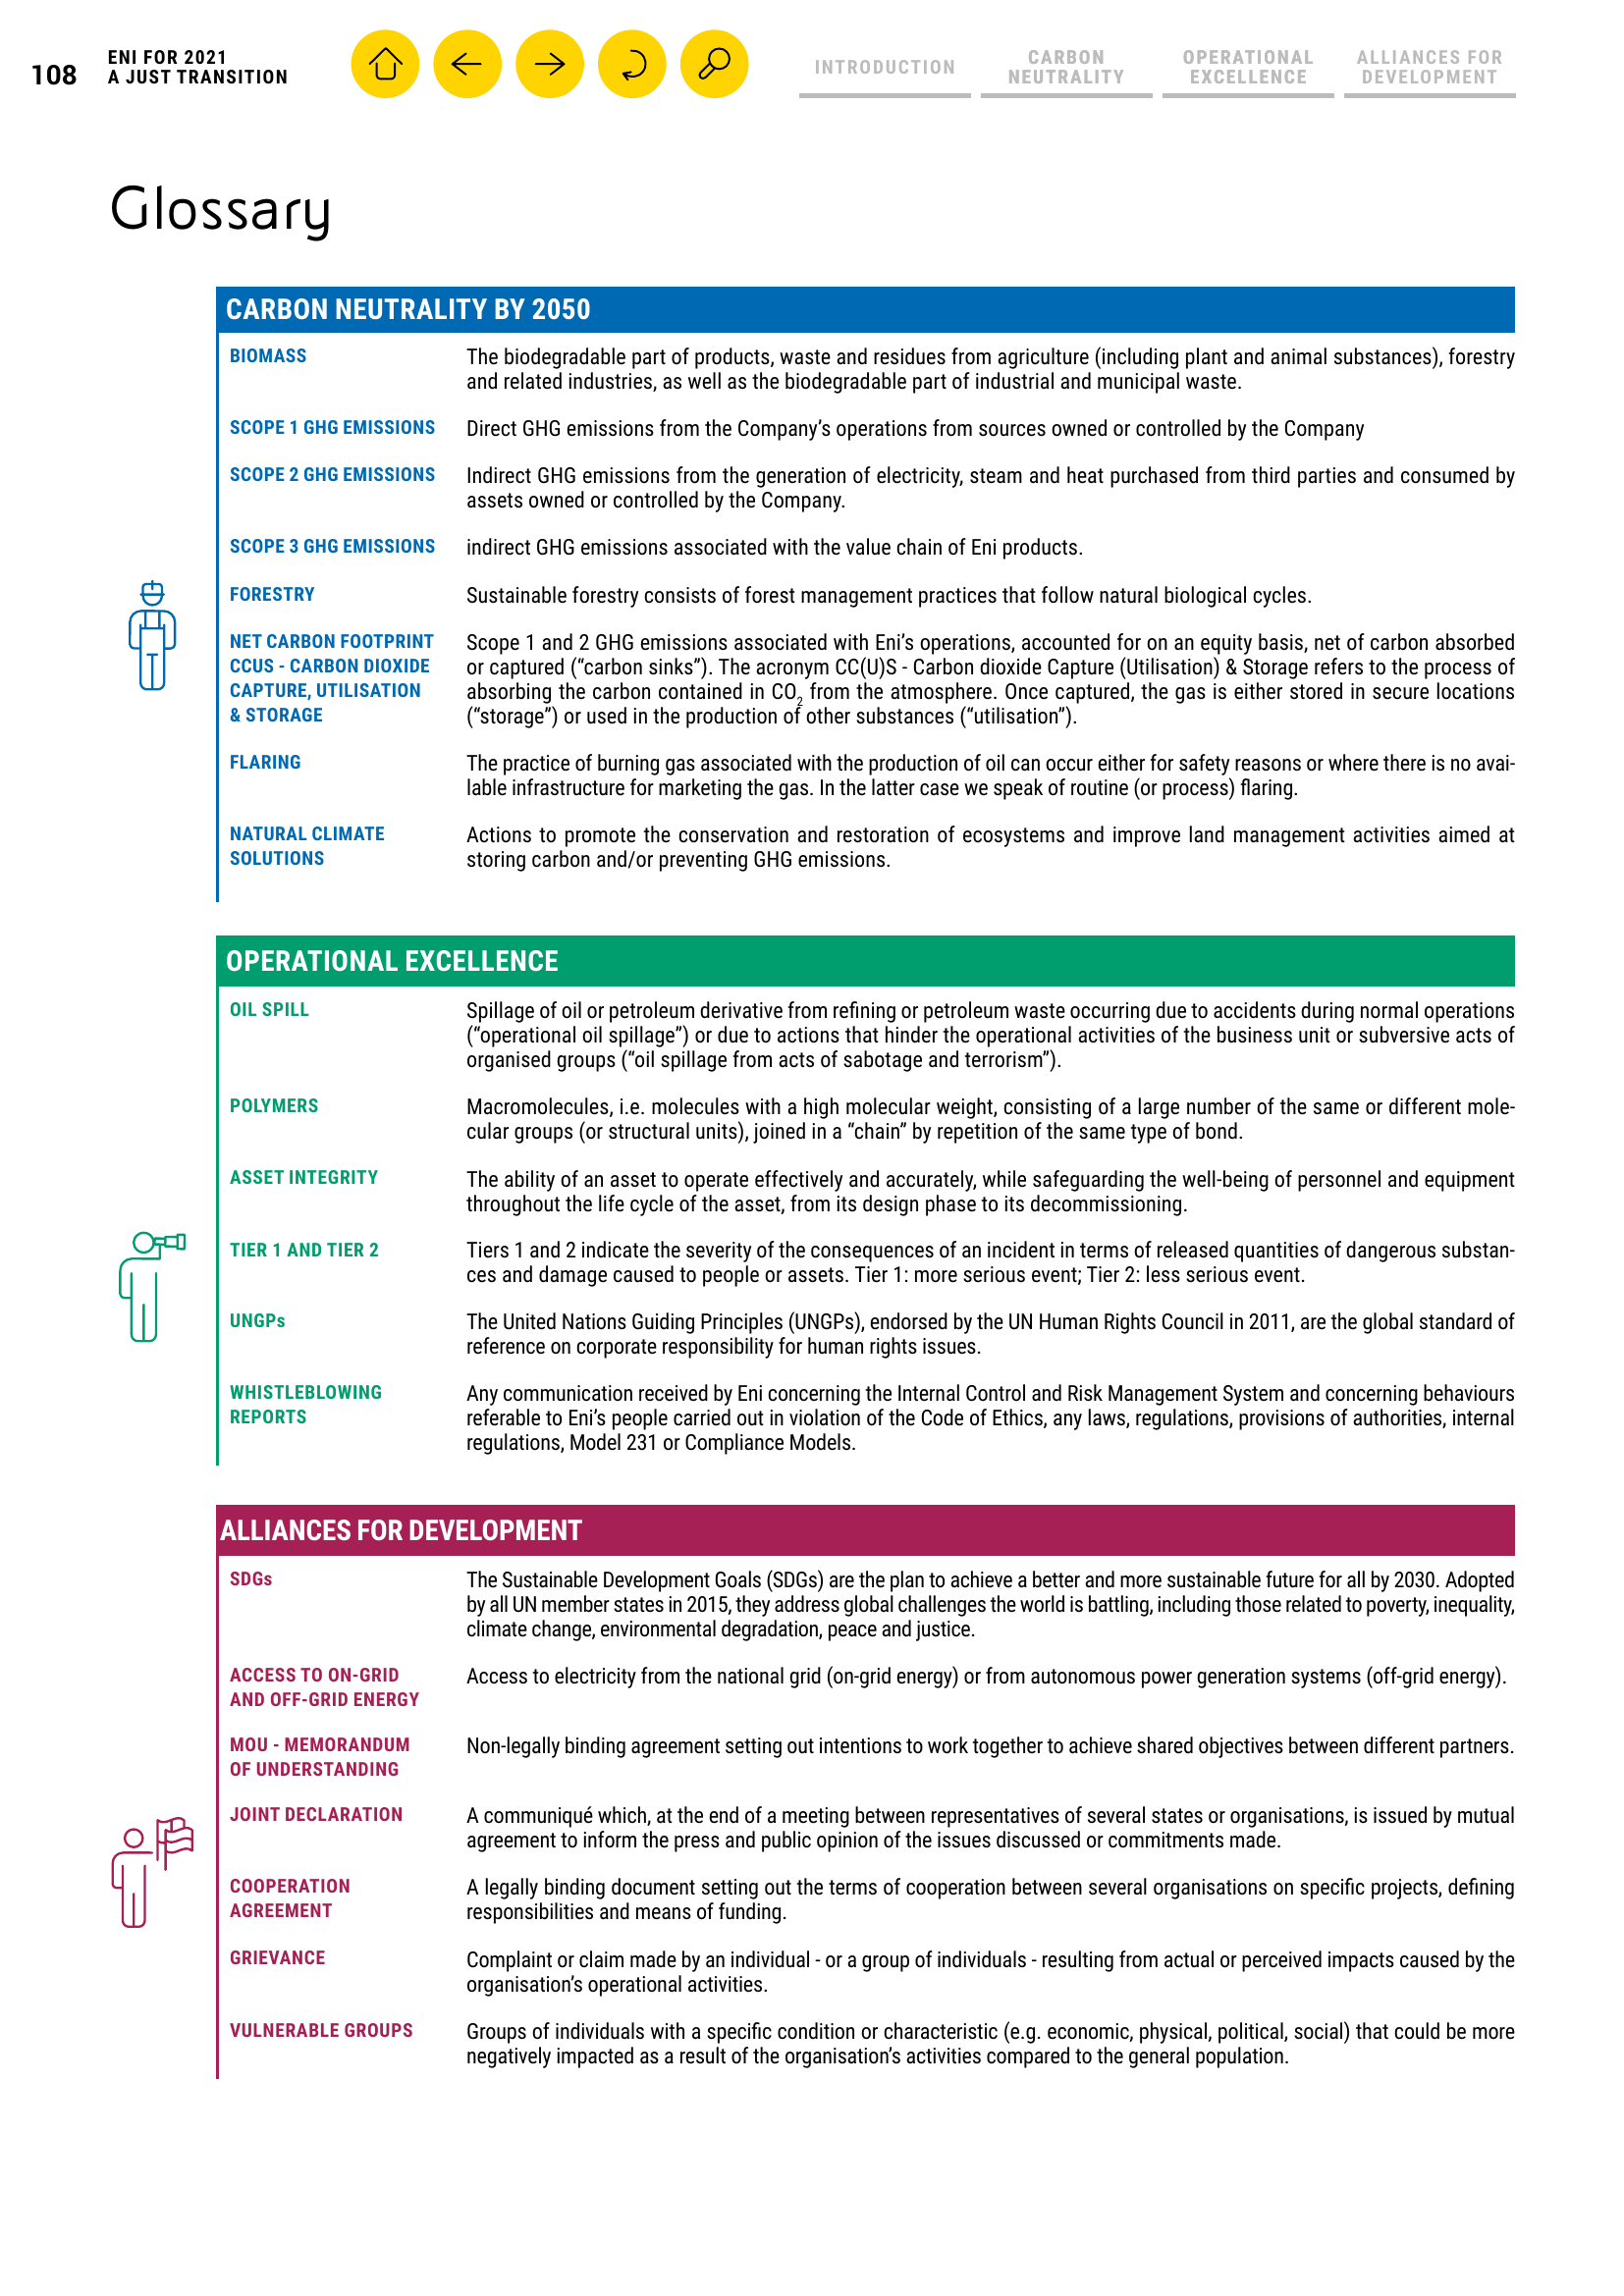 108
ENI FOR 2021
A JUST TRANSITION
INTRODUCTION
CARBON
NEUTRALITY
OPERATIONAL
EXCELLENCE
ALLIANCES FOR
DEVELOPMENT
Glossary
CARBON NEUTRALITY BY 2050
BIOMASS
The biodegradable part of products, waste and residues from agriculture (including plant and animal substances), forestry
and related industries, as well as the biodegradable part of industrial and municipal waste.
SCOPE 1 GHG EMISSIONS
Direct GHG emissions from the Company’s operations from sources owned or controlled by the Company
SCOPE 2 GHG EMISSIONS
Indirect GHG emissions from the generation of electricity, steam and heat purchased from third parties and consumed by
assets owned or controlled by the Company.
SCOPE 3 GHG EMISSIONS
indirect GHG emissions associated with the value chain of Eni products.
FORESTRY
Sustainable forestry consists of forest management practices that follow natural biological cycles.
NET CARBON FOOTPRINT
CCUS - CARBON DIOXIDE
CAPTURE, UTILISATION
& STORAGE
Scope 1 and 2 GHG emissions associated with Eni’s operations, accounted for on an equity basis, net of carbon absorbed
or captured (“carbon sinks”). The acronym CC(U)S - Carbon dioxide Capture (Utilisation) & Storage refers to the process of
absorbing the carbon contained in CO2 from the atmosphere. Once captured, the gas is either stored in secure locations
(“storage”) or used in the production of other substances (“utilisation”).
FLARING
The practice of burning gas associated with the production of oil can occur either for safety reasons or where there is no avai-
lable infrastructure for marketing the gas. In the latter case we speak of routine (or process) flaring.
NATURAL CLIMATE
SOLUTIONS
Actions to promote the conservation and restoration of ecosystems and improve land management activities aimed at
storing carbon and/or preventing GHG emissions.
OPERATIONAL EXCELLENCE
OIL SPILL
Spillage of oil or petroleum derivative from refining or petroleum waste occurring due to accidents during normal operations
(“operational oil spillage”) or due to actions that hinder the operational activities of the business unit or subversive acts of
organised groups (“oil spillage from acts of sabotage and terrorism”).
POLYMERS
Macromolecules, i.e. molecules with a high molecular weight, consisting of a large number of the same or different mole-
cular groups (or structural units), joined in a “chain” by repetition of the same type of bond.
ASSET INTEGRITY
The ability of an asset to operate effectively and accurately, while safeguarding the well-being of personnel and equipment
throughout the life cycle of the asset, from its design phase to its decommissioning.
TIER 1 AND TIER 2
Tiers 1 and 2 indicate the severity of the consequences of an incident in terms of released quantities of dangerous substan-
ces and damage caused to people or assets. Tier 1: more serious event; Tier 2: less serious event.
UNGPs
The United Nations Guiding Principles (UNGPs), endorsed by the UN Human Rights Council in 2011, are the global standard of
reference on corporate responsibility for human rights issues.
WHISTLEBLOWING
REPORTS
Any communication received by Eni concerning the Internal Control and Risk Management System and concerning behaviours
referable to Eni’s people carried out in violation of the Code of Ethics, any laws, regulations, provisions of authorities, internal
regulations, Model 231 or Compliance Models.
ALLIANCES FOR DEVELOPMENT
SDGs
The Sustainable Development Goals (SDGs) are the plan to achieve a better and more sustainable future for all by 2030. Adopted
by all UN member states in 2015, they address global challenges the world is battling, including those related to poverty, inequality,
climate change, environmental degradation, peace and justice.
ACCESS TO ON-GRID
AND OFF-GRID ENERGY
Access to electricity from the national grid (on-grid energy) or from autonomous power generation systems (off-grid energy).
MOU - MEMORANDUM
OF UNDERSTANDING
Non-legally binding agreement setting out intentions to work together to achieve shared objectives between different partners.
JOINT DECLARATION
A communiqué which, at the end of a meeting between representatives of several states or organisations, is issued by mutual
agreement to inform the press and public opinion of the issues discussed or commitments made.
COOPERATION
AGREEMENT
A legally binding document setting out the terms of cooperation between several organisations on specific projects, defining
responsibilities and means of funding.
GRIEVANCE
Complaint or claim made by an individual - or a group of individuals - resulting from actual or perceived impacts caused by the
organisation’s operational activities.
VULNERABLE GROUPS
Groups of individuals with a specific condition or characteristic (e.g. economic, physical, political, social) that could be more
negatively impacted as a result of the organisation’s activities compared to the general population.